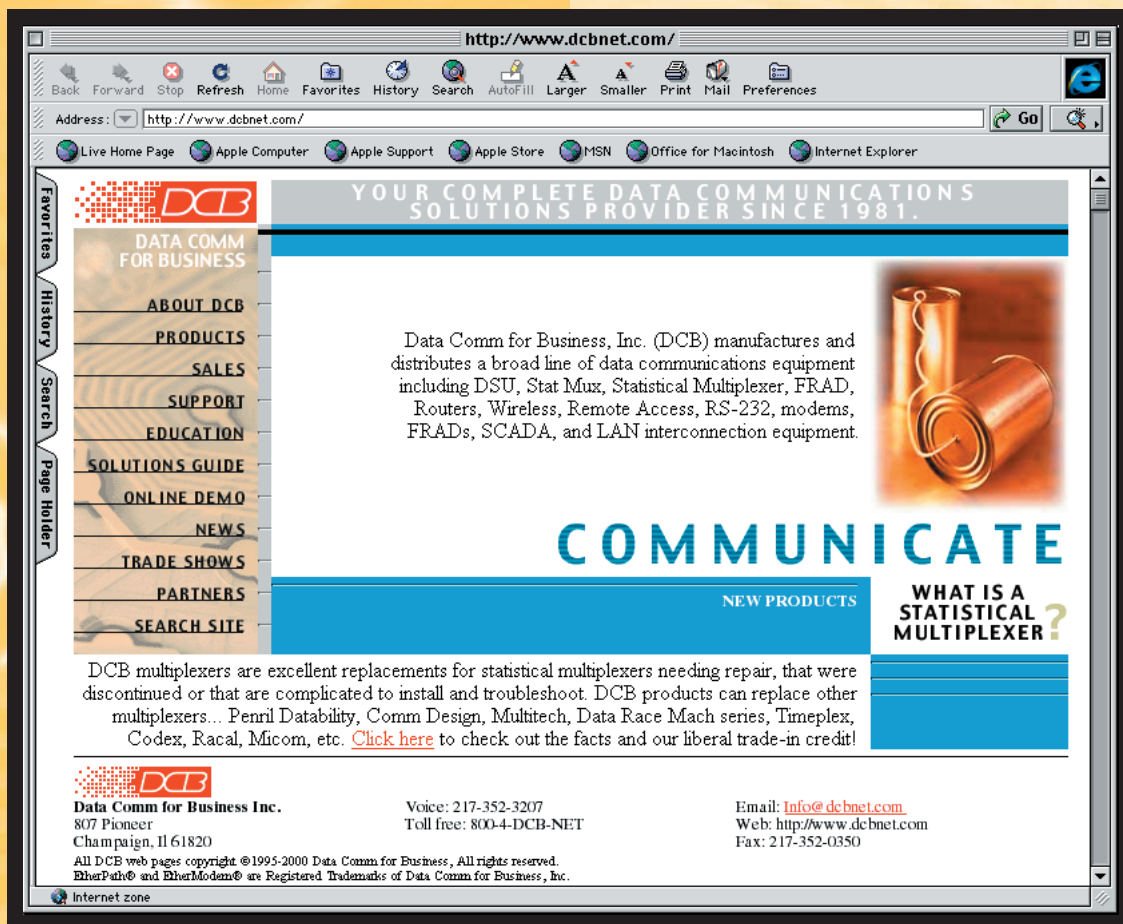 http://www.dcbnet.com/
Back Forward Stop Refresh Home Favorites History Search AutoFill Larger Smaller Print Mail Preferences
Address: http://www.dcbnet.com/ Go
Live Home Page Apple Computer Apple Support Apple Store MSN Office for Macintosh Internet Explorer
Favorites
History
Search
Page Holder
DCB
YOUR COMPLETE DATA COMMUNICATIONS
SOLUTIONS PROVIDER SINCE 1981.
DATA COMM
FOR BUSINESS
ABOUT DCB
PRODUCTS
SALES
SUPPORT
EDUCATION
SOLUTIONS GUIDE
ONLINE DEMO
NEWS
TRADE SHOWS
PARTNERS
SEARCH SITE
Data Comm for Business, Inc. (DCB) manufactures and
distributes a broad line of data communications equipment
including DSU, Stat Mux, Statistical Multiplexer, FRAD,
Routers, Wireless, Remote Access, RS-232, modems,
FRADs, SCADA, and LAN interconnection equipment.
COMMUNICATE
NEW PRODUCTS
WHAT IS A
STATISTICAL
MULTIPLEXER?
DCB multiplexers are excellent replacements for statistical multiplexers needing repair, that were
discontinued or that are complicated to install and troubleshoot. DCB products can replace other
multiplexers... Penril Datability, Comm Design, Multitech, Data Race Mach series, Timeplex,
Codex, Racal, Micom, etc. Click here to check out the facts and our liberal trade-in credit!
DCB
Data Comm for Business Inc.
807 Pioneer
Champaign, Il 61820
Voice: 217-352-3207
Toll free: 800-4-DCB-NET
Email: Info@dcbnet.com
Web: http://www.dcbnet.com
Fax: 217-352-0350
All DCB web pages copyright ©1995-2000 Data Comm for Business, All rights reserved.
EtherPath® and EtherModem® are Registered Trademarks of Data Comm for Business, Inc.
Internet zone